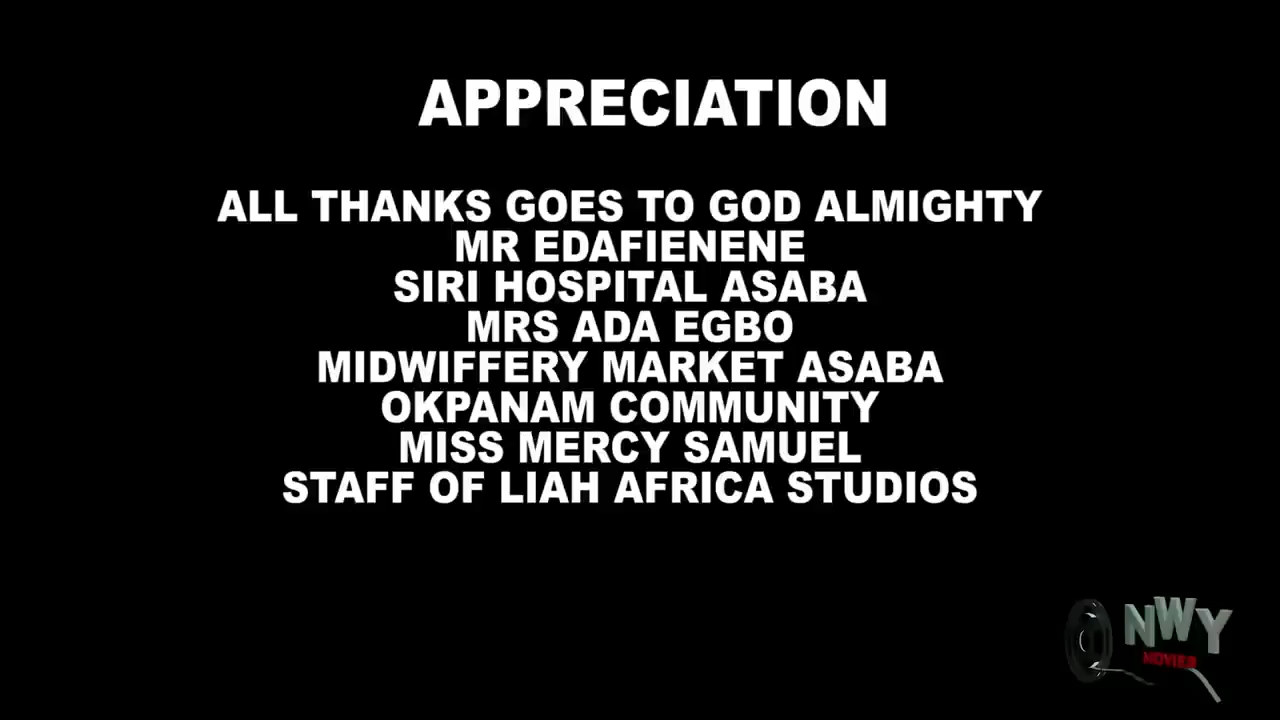 APPRECIATION
ALL THANKS GOES TO GOD ALMIGHTY
MR EDAFIENENE
SIRI HOSPITAL ASABA
MRS ADA EGBO
MIDWIFFERY MARKET ASABA
OKPANAM COMMUNITY
MISS MERCY SAMUEL
STAFF OF LIAH AFRICA STUDIOS
NWY
MOVIES